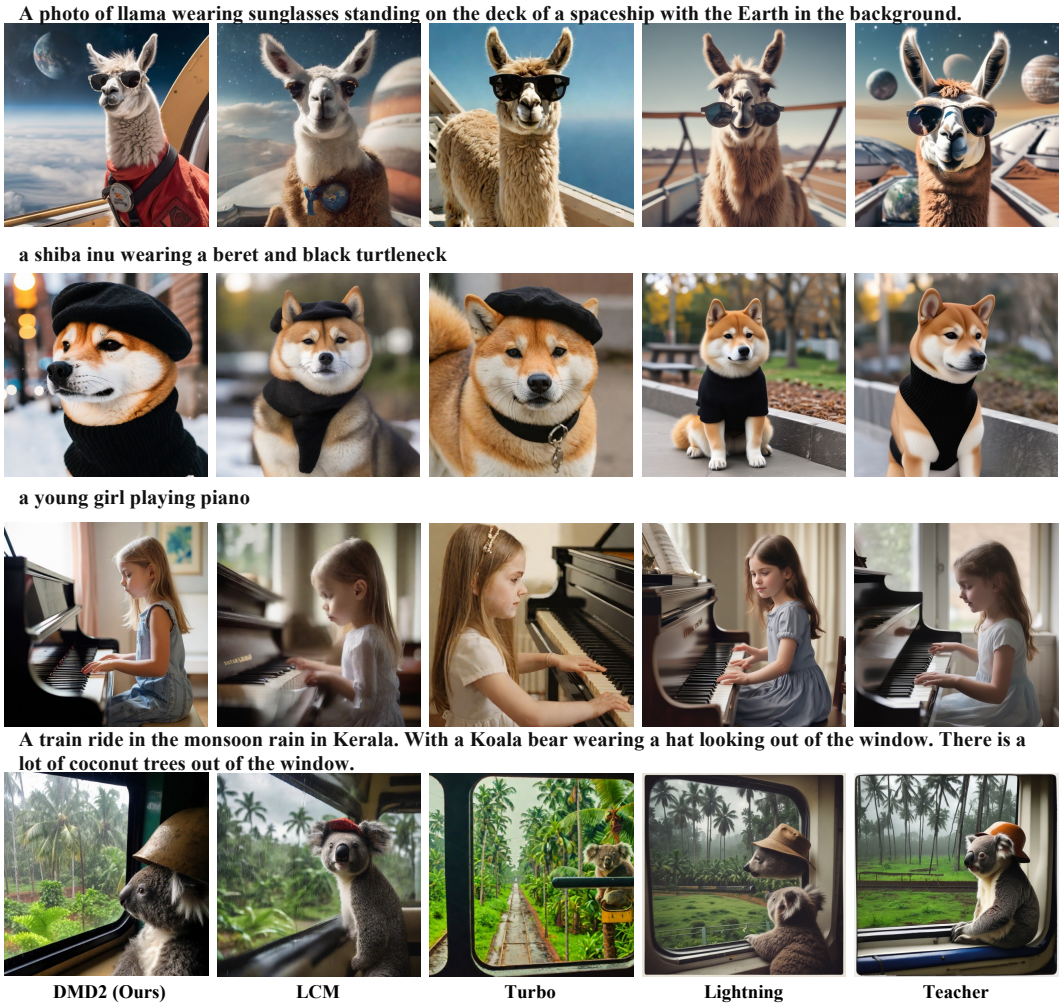 A photo of llama wearing sunglasses standing on the deck of a spaceship with the Earth in the background.
a shiba inu wearing a beret and black turtleneck
a young girl playing piano
A train ride in the monsoon rain in Kerala. With a Koala bear wearing a hat looking out of the window. There is a
lot of coconut trees out of the window.
DMD2 (Ours)
LCM
Turbo
Lightning
Teacher